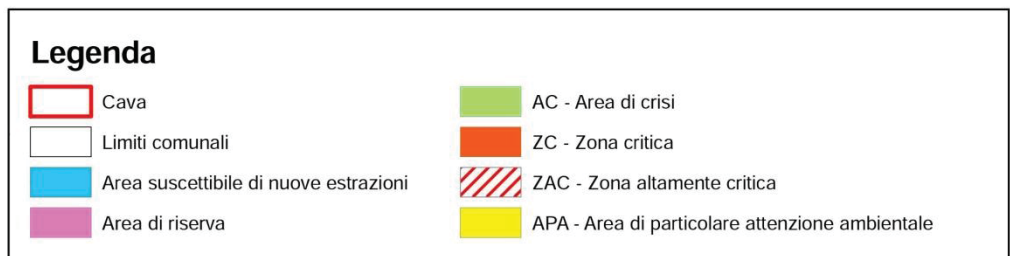 Legenda
Cava
Limiti comunali
Area suscettibile di nuove estrazioni
Area di riserva
AC - Area di crisi
ZC - Zona critica
ZAC - Zona altamente critica
APA - Area di particolare attenzione ambientale